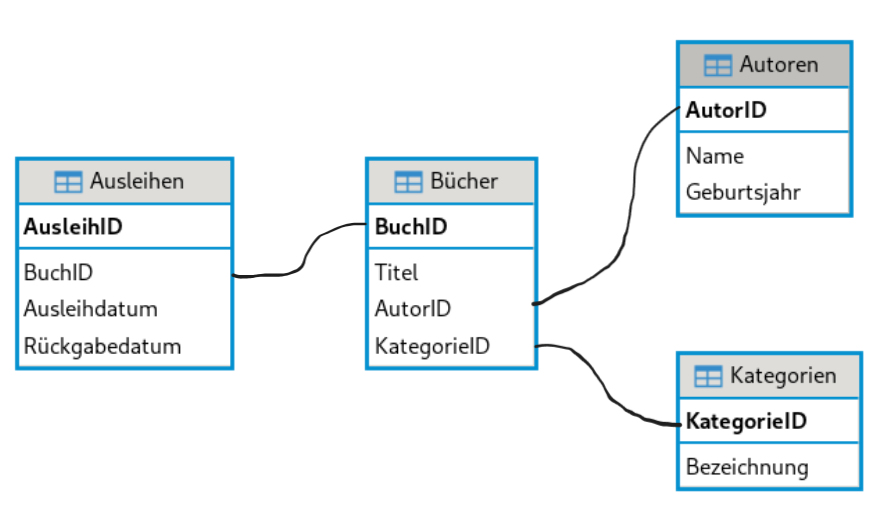 Ausleihen
AusleihID
BuchID
Ausleihdatum
Rückgabedatum
Bücher
BuchID
Titel
AutorID
KategorieID
Autoren
AutorID
Name
Geburtsjahr
Kategorien
KategorieID
Bezeichnung